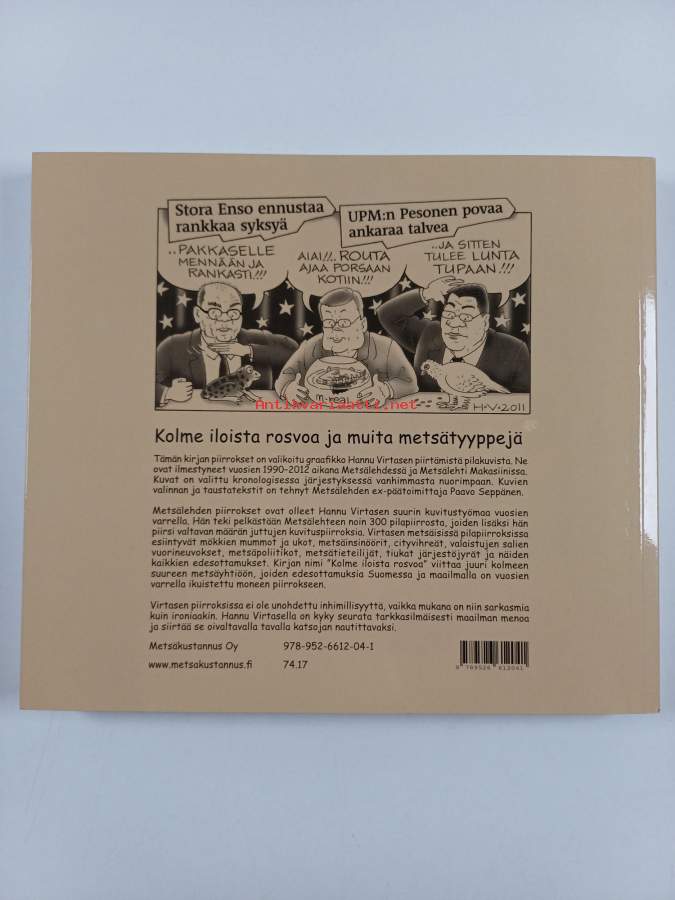 Stora Enso ennustaa
rankkaa syksyä
UPM:n Pesonen povaa
ankaraa talvea
..PAKKASELLE
MENNÄÄN JA
RANKASTI.!!!
AIAI!!.. ROUTA
AJAA PORSAAN
KOTIIN.!!!
..JA SITTEN
TULEE LUNTA
TUPAAN.!!!
m-real
H.V.2011
Antikvariaatti.net
Kolme iloista rosvoa ja muita metsätyyppejä
Tämän kirjan piirrokset on valikoitu graafikko Hannu Virtasen piirtämistä pilakuvista. Ne
ovat ilmestyneet vuosien 1990-2012 aikana Metsälehdessä ja Metsälehti Makasiinissa.
Kuvat on valittu kronologisessa järjestyksessä vanhimmasta nuorimpaan. Kuvien
valinnan ja taustatekstit on tehnyt Metsälehden ex-päätoimittaja Paavo Seppänen.
Metsälehden piirrokset ovat olleet Hannu Virtasen suurin kuvitustyömaa vuosien
varrella. Hän teki pelkästään Metsälehteen noin 300 pilapiirrosta, joiden lisäksi hän
piirsi valtavan määrän juttujen kuvituspiirroksia. Virtasen metsäisissä pilapiirroksissa
esiintyvät mökkien mummot ja ukot, metsäinsinöörit, cityvihreät, valaistujen salien
vuorineuvokset, metsäpoliitikot, metsätieteilijät, tiukat järjestöjyrät ja näiden
kaikkien edesottamukset. Kirjan nimi ”Kolme iloista rosvoa” viittaa juuri kolmeen
suureen metsäyhtiöön, joiden edesottamuksia Suomessa ja maailmalla on vuosien
varrella ikuistettu moneen piirrokseen.
Virtasen piirroksissa ei ole unohdettu inhimillisyyttä, vaikka mukana on niin sarkasmia
kuin ironiaakin. Hannu Virtasella on kyky seurata tarkkasilmäisesti maailman menoa
ja siirtää se oivaltavalla tavalla katsojan nautittavaksi.
Metsäkustannus Oy 978-952-6612-04-1
www.metsakustannus.fi 74.17
9 789526 612041